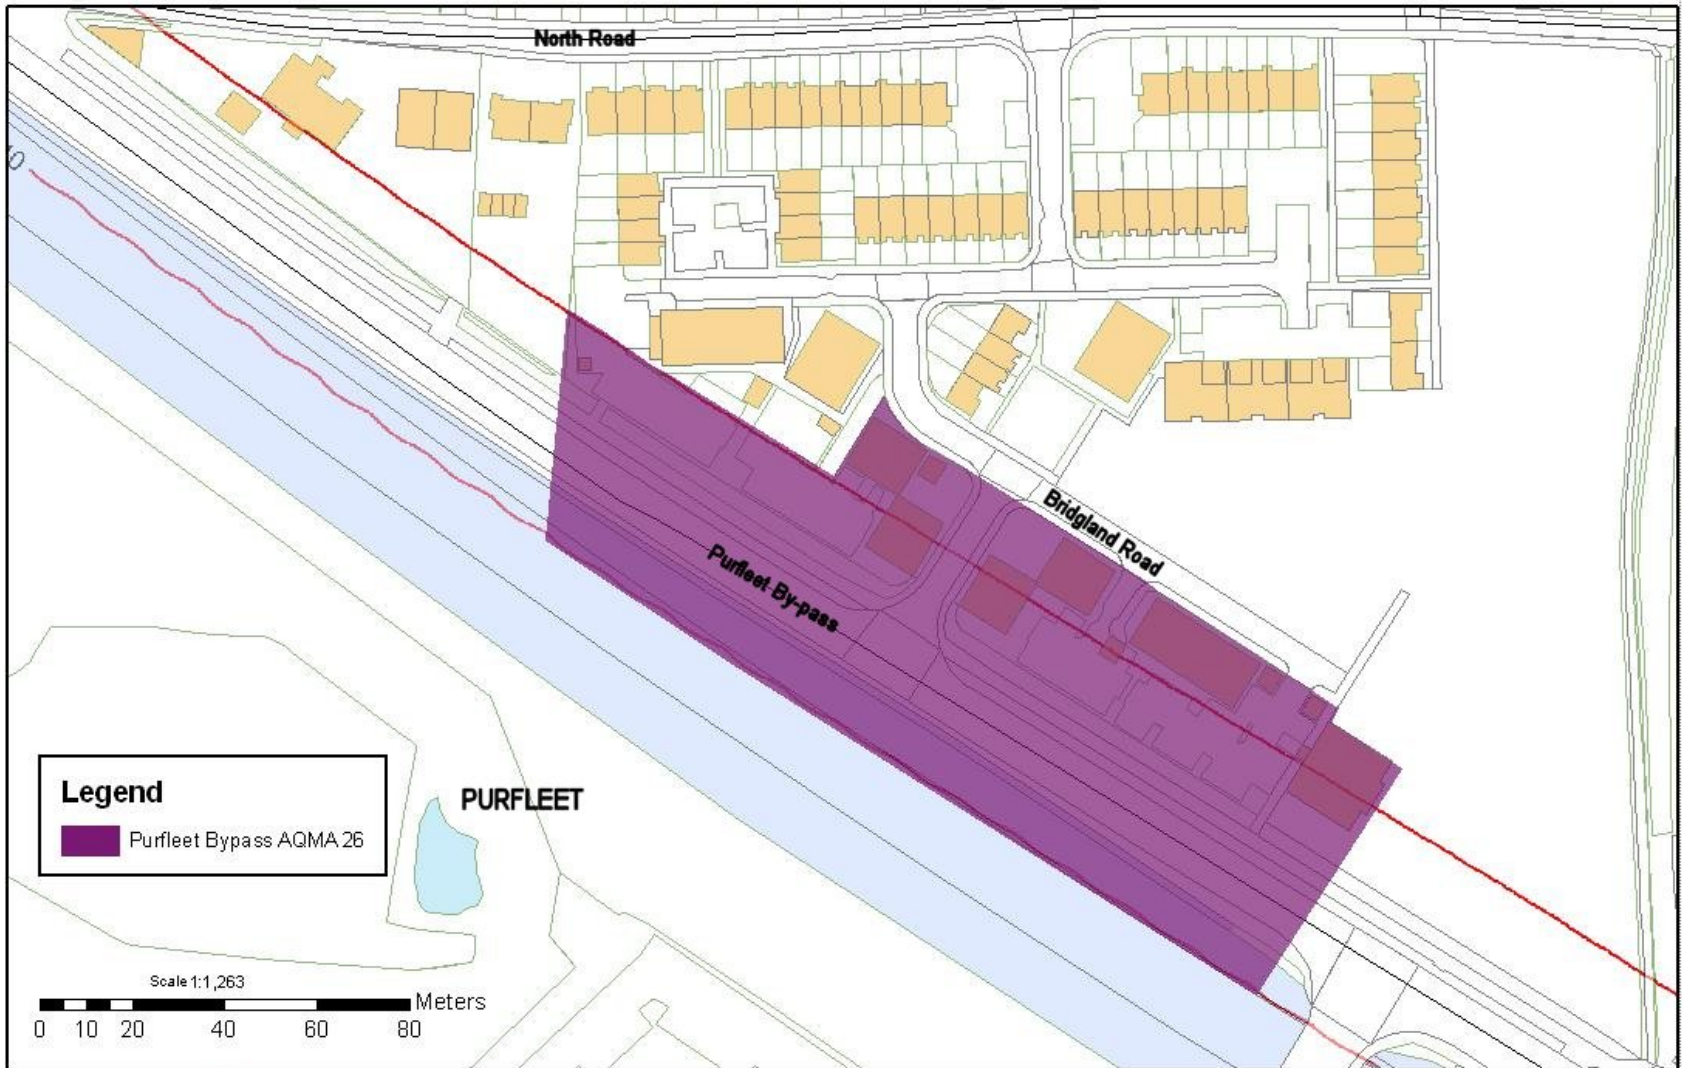 North Road
Bridgland Road
Purfleet By-pass
PURFLEET
Legend
Purfleet Bypass AQMA 26
Scale 1:1,263
Meters
0 10 20 40 60 80